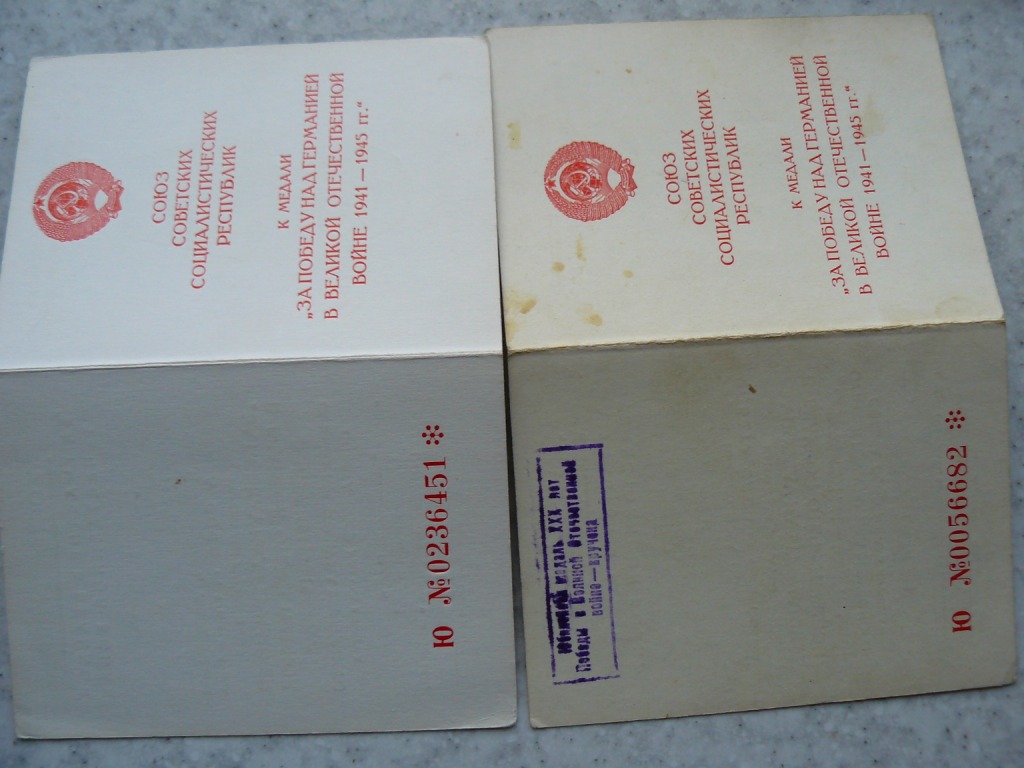 СОЮЗ
СОВЕТСКИХ
СОЦИАЛИСТИЧЕСКИХ
РЕСПУБЛИК
К МЕДАЛИ
„ЗА ПОБЕДУ НАД ГЕРМАНИЕЙ
В ВЕЛИКОЙ ОТЕЧЕСТВЕННОЙ
ВОЙНЕ 1941—1945 гг.“
Ю №0236451
СОЮЗ
СОВЕТСКИХ
СОЦИАЛИСТИЧЕСКИХ
РЕСПУБЛИК
К МЕДАЛИ
„ЗА ПОБЕДУ НАД ГЕРМАНИЕЙ
В ВЕЛИКОЙ ОТЕЧЕСТВЕННОЙ
ВОЙНЕ 1941—1945 гг.“
Юбилейная медаль XXX лет
Победы в Великой Отечественной
войне—вручена
Ю №0056682